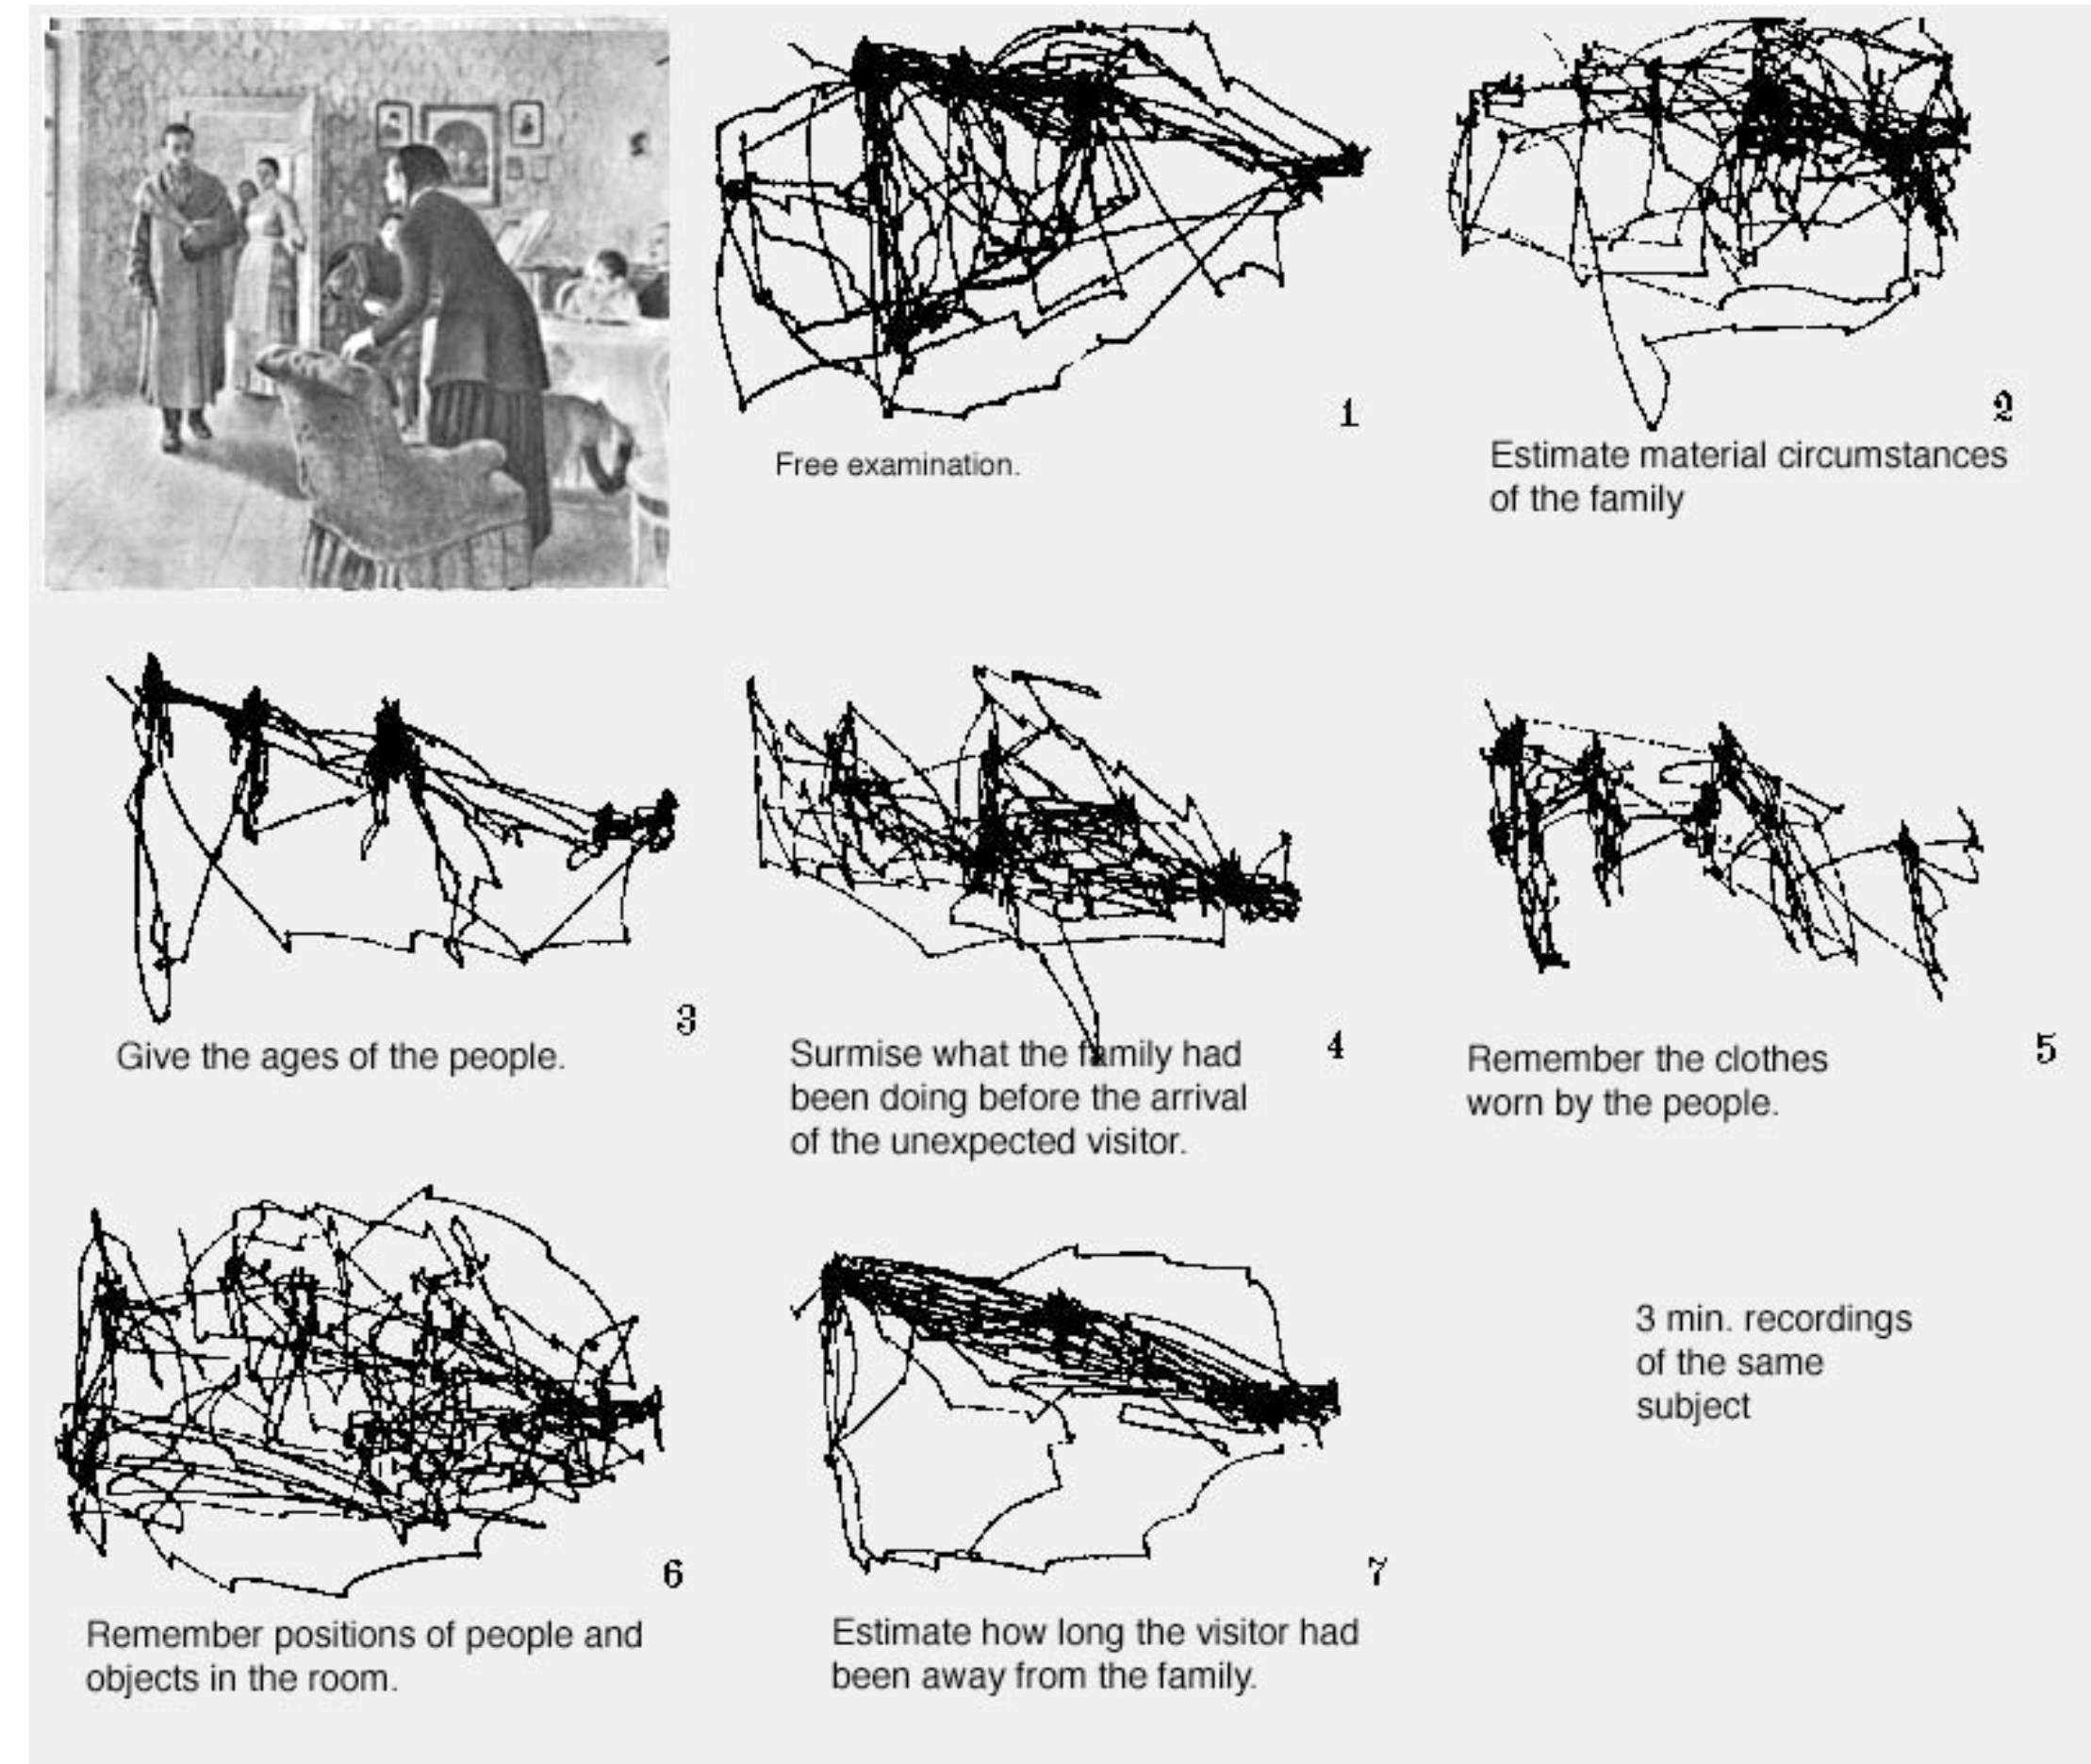 1
Free examination.
2
Estimate material circumstances
of the family
3
Give the ages of the people.
4
Surmise what the family had
been doing before the arrival
of the unexpected visitor.
5
Remember the clothes
worn by the people.
6
Remember positions of people and
objects in the room.
7
Estimate how long the visitor had
been away from the family.
3 min. recordings
of the same
subject